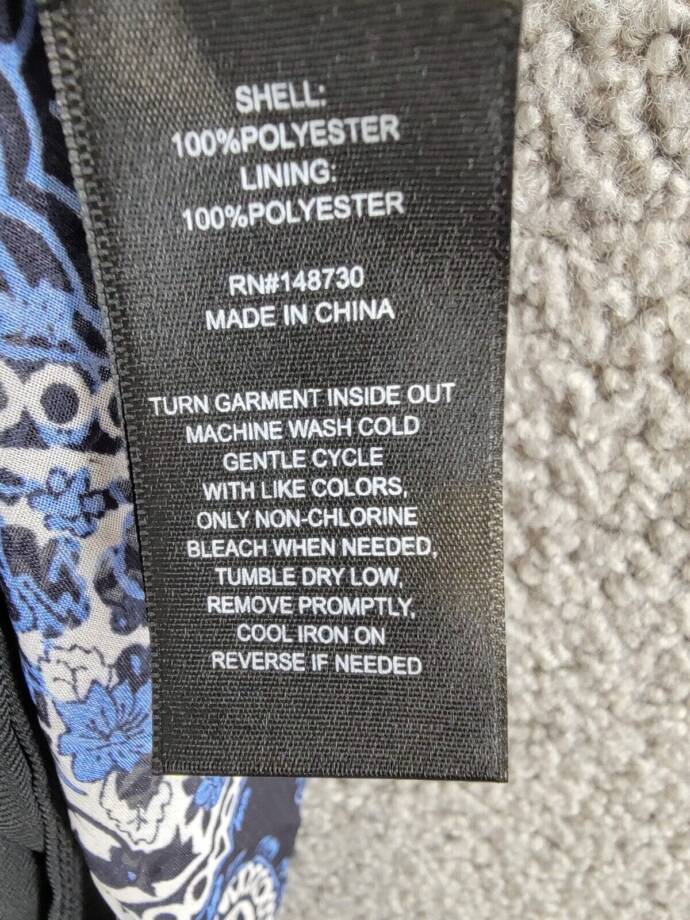 SHELL:
100%POLYESTER
LINING:
100%POLYESTER
RN#148730
MADE IN CHINA
TURN GARMENT INSIDE OUT
MACHINE WASH COLD
GENTLE CYCLE
WITH LIKE COLORS,
ONLY NON-CHLORINE
BLEACH WHEN NEEDED,
TUMBLE DRY LOW,
REMOVE PROMPTLY,
COOL IRON ON
REVERSE IF NEEDED